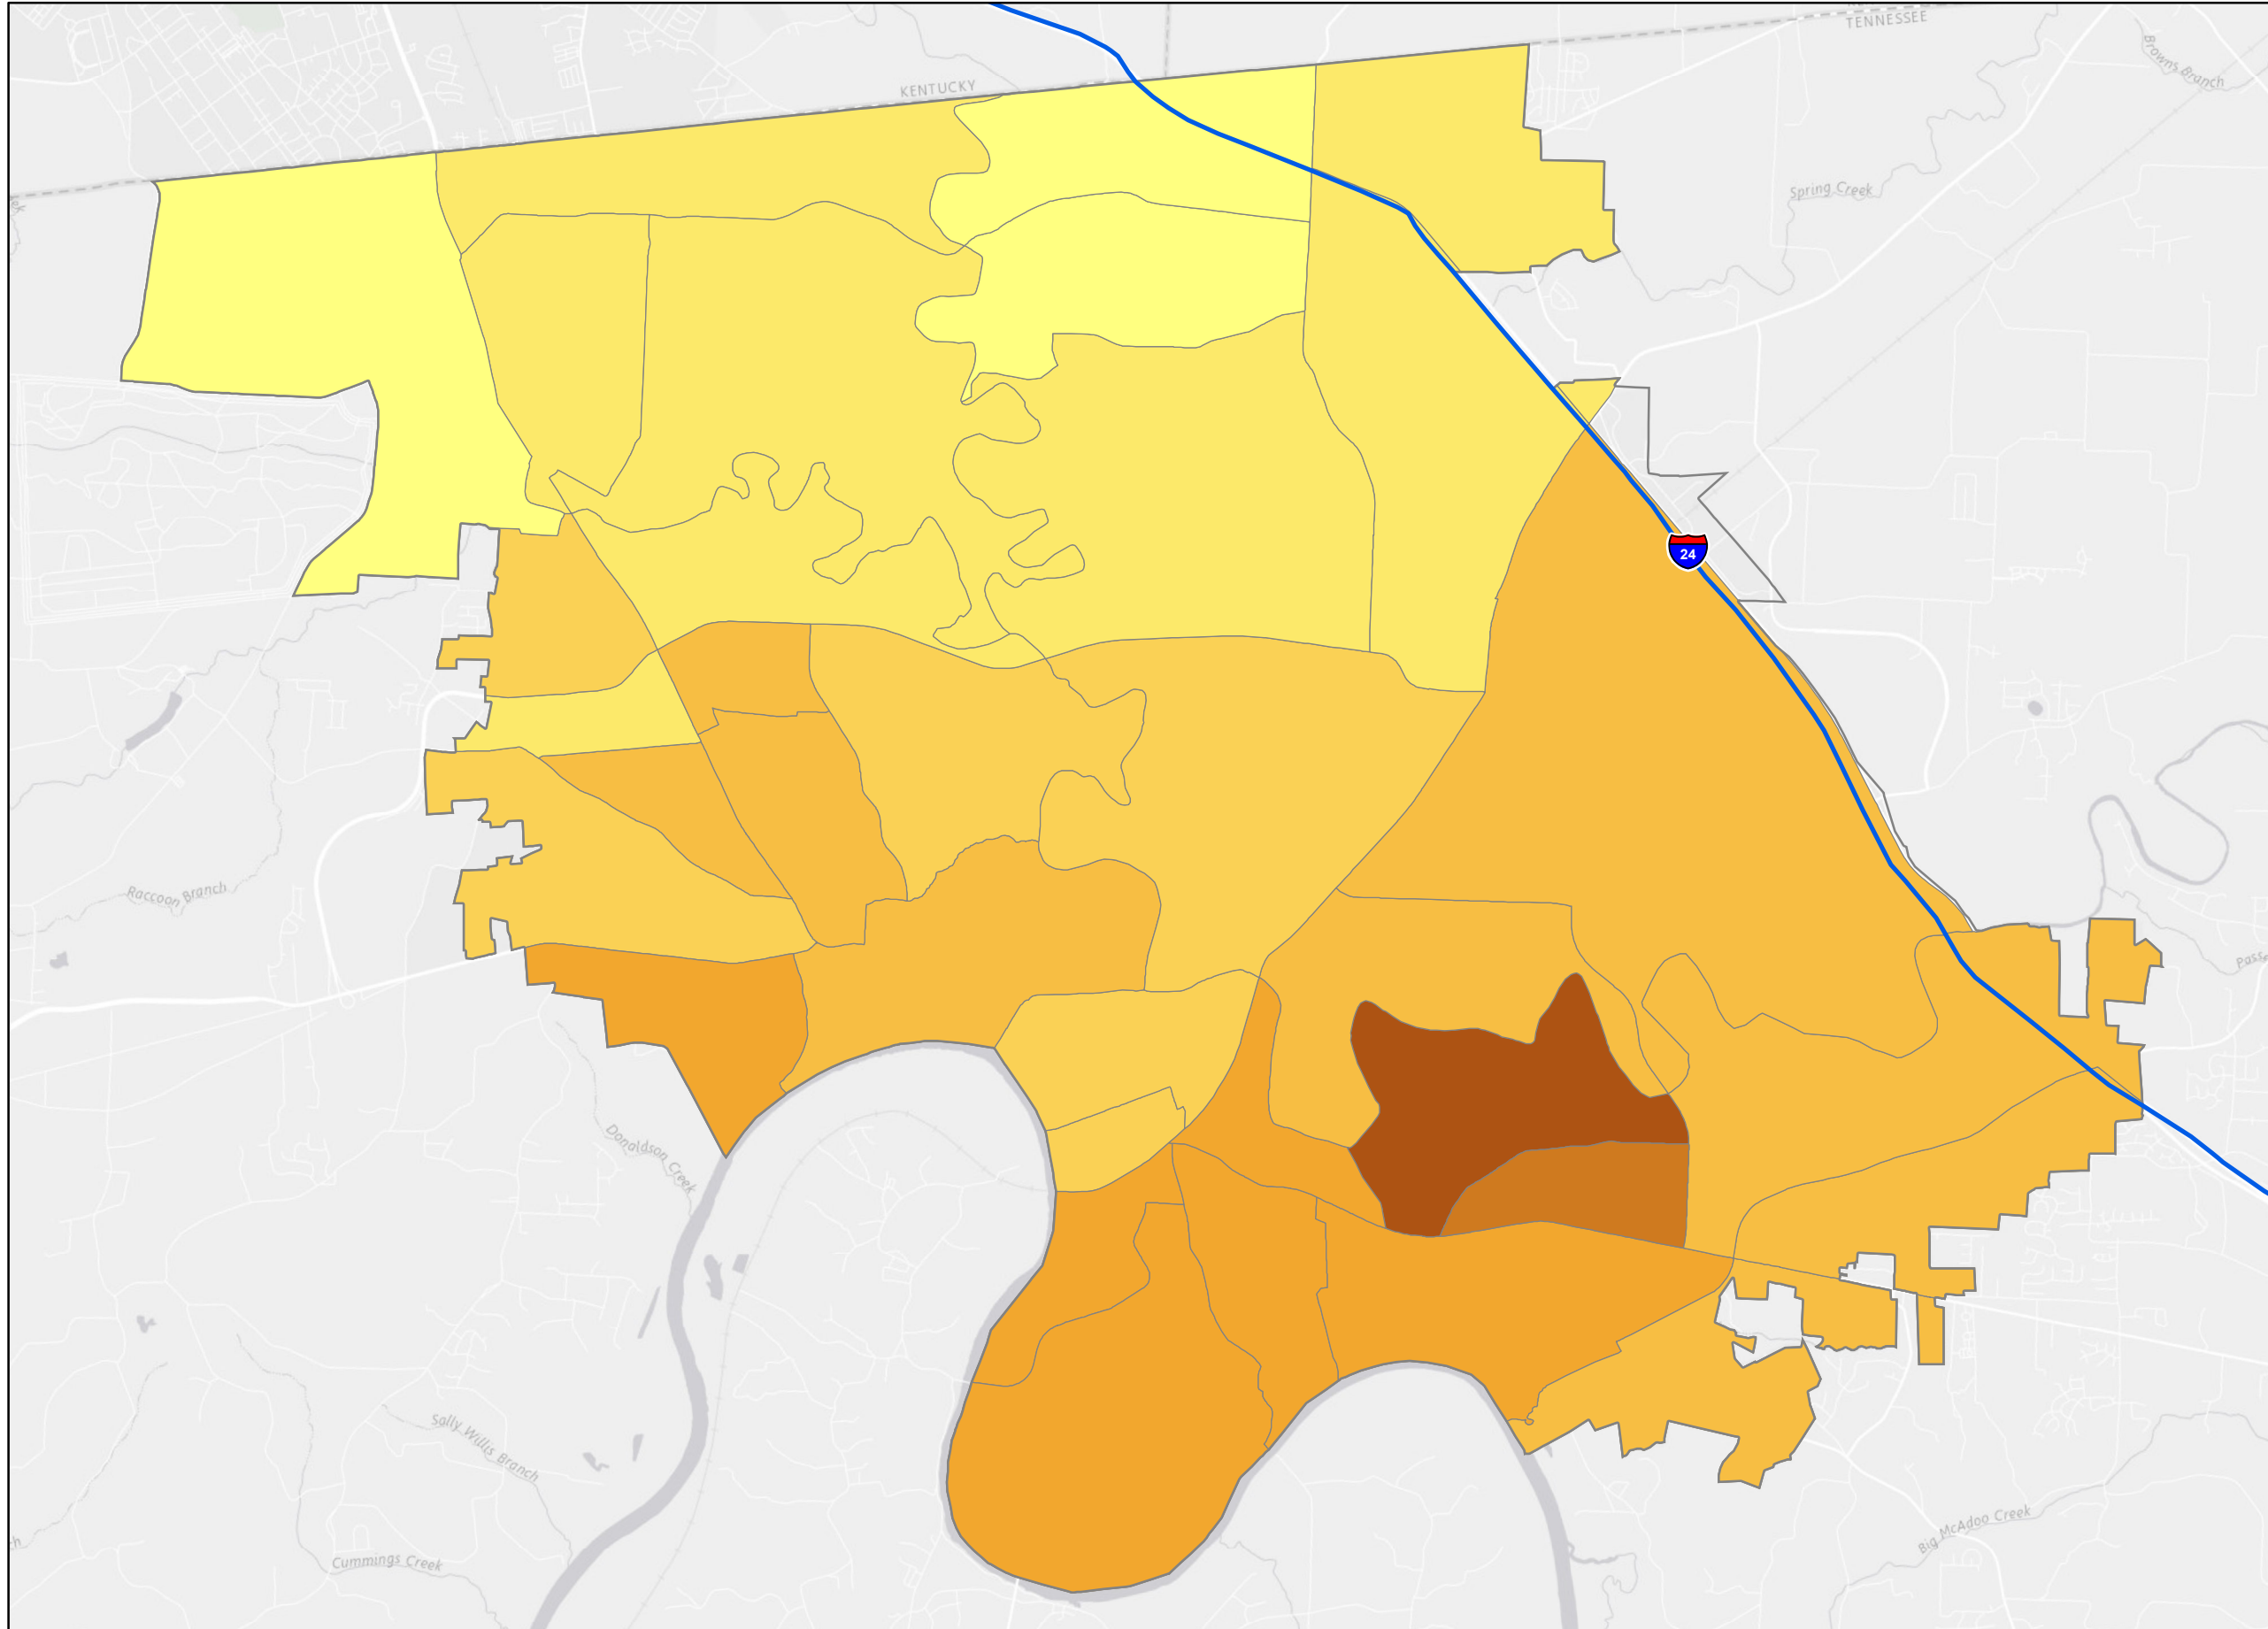 TENNESSEE
Browns Branch
KENTUCKY
Spring Creek
24
Raccoon Branch
Donaldson Creek
Sally Willis Branch
Big McAdoo Creek
Cummings Creek